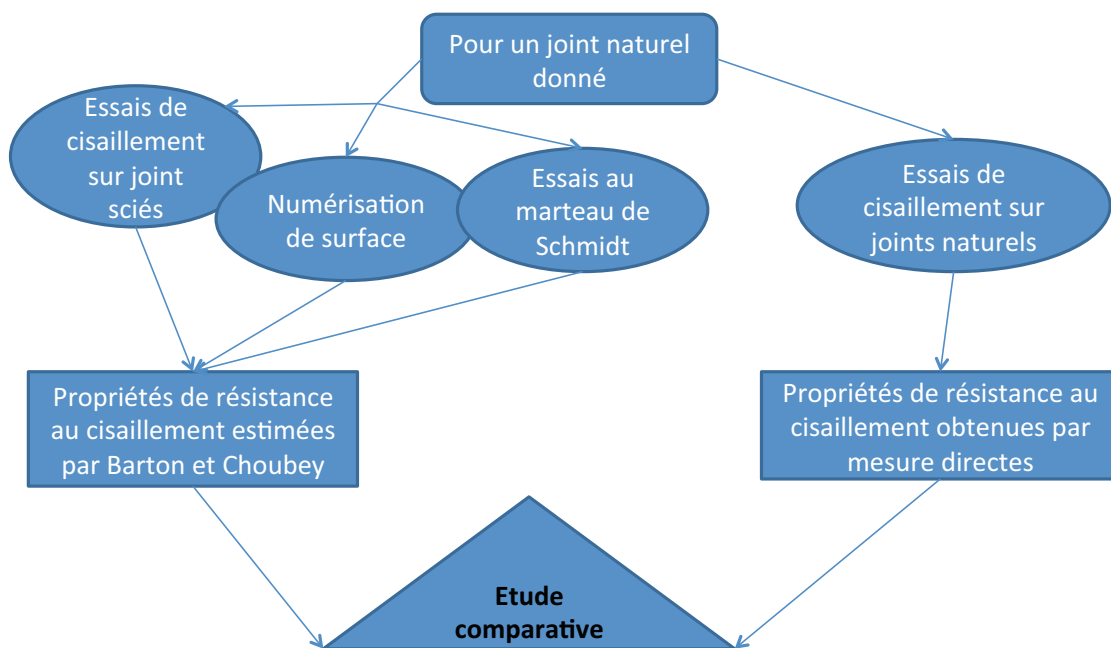 Pour un joint naturel
donné
Essais de
cisaillement
sur joint
sciés
Numérisation
de surface
Essais au
marteau de
Schmidt
Essais de
cisaillement sur
joints naturels
Propriétés de résistance
au cisaillement estimées
par Barton et Choubey
Propriétés de résistance au
cisaillement obtenues par
mesure directes
Etude
comparative